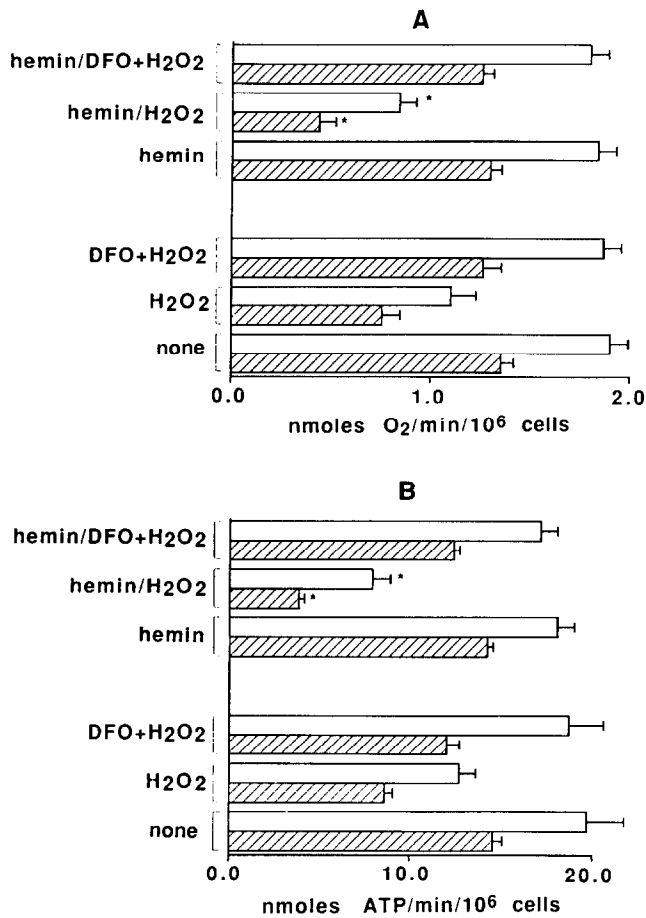 A
hemin/DFO+H2O2
hemin/H2O2
*
*
hemin
DFO+H2O2
H2O2
none
0.0 1.0 2.0
nmoles O2/min/10^6 cells
B
hemin/DFO+H2O2
hemin/H2O2
*
*
hemin
DFO+H2O2
H2O2
none
0.0 10.0 20.0
nmoles ATP/min/10^6 cells